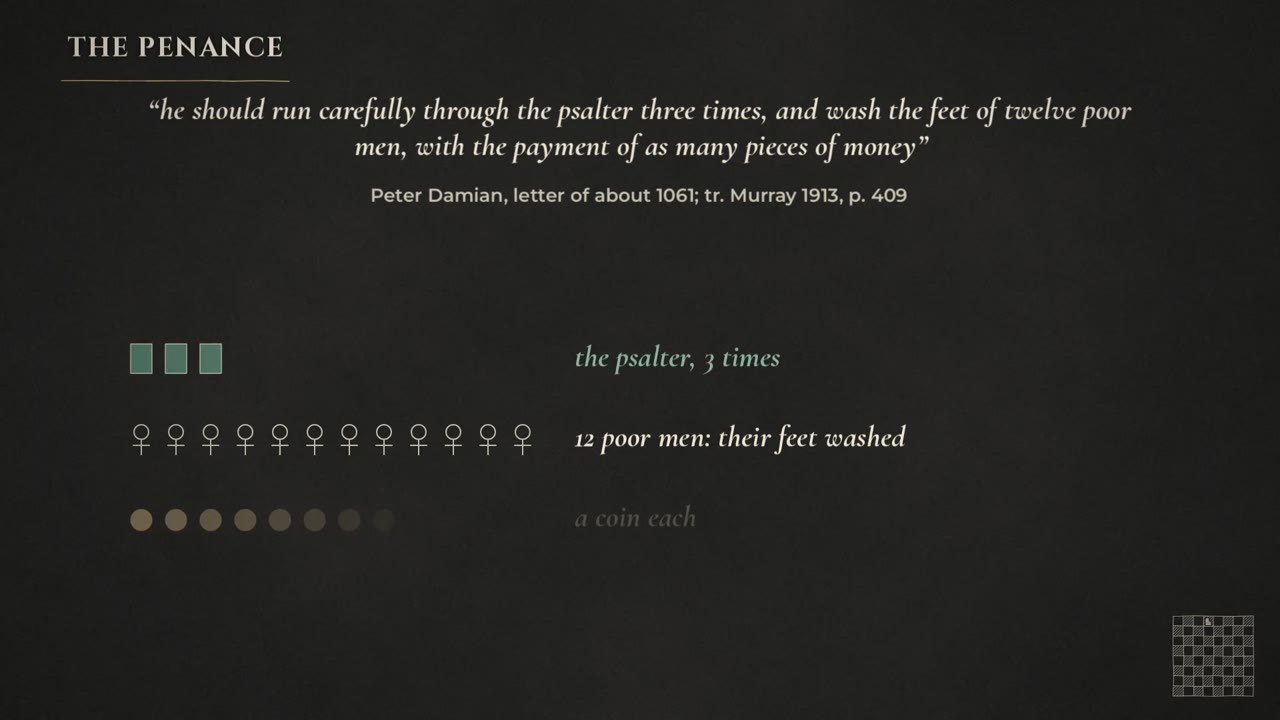 THE PENANCE
“he should run carefully through the psalter three times, and wash the feet of twelve poor
men, with the payment of as many pieces of money”
Peter Damian, letter of about 1061; tr. Murray 1913, p. 409
the psalter, 3 times
12 poor men: their feet washed
a coin each